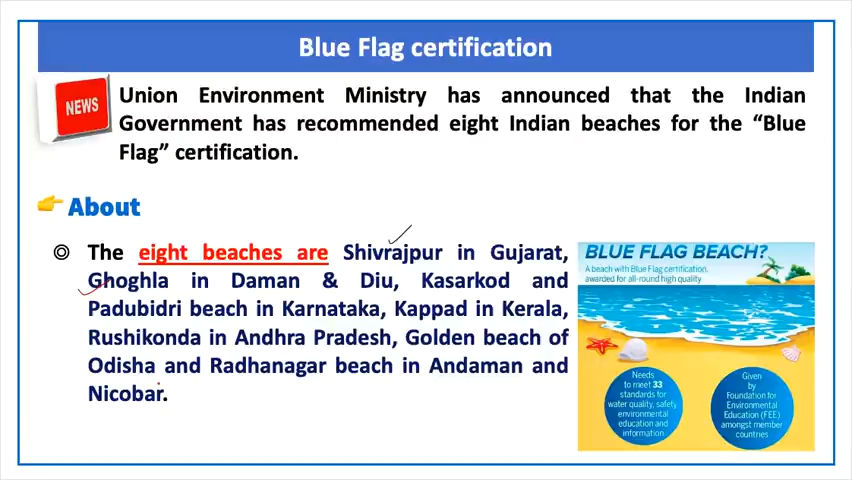 Blue Flag certification
NEWS
Union Environment Ministry has announced that the Indian
Government has recommended eight Indian beaches for the “Blue
Flag” certification.
About
The eight beaches are Shivrajpur in Gujarat,
Ghoghla in Daman & Diu, Kasarkod and
Padubidri beach in Karnataka, Kappad in Kerala,
Rushikonda in Andhra Pradesh, Golden beach of
Odisha and Radhanagar beach in Andaman and
Nicobar.
BLUE FLAG BEACH?
A beach with Blue Flag certification,
awarded for all-round high quality
Needs
to meet 33
standards for
water quality, safety
environmental
education and
information
Given
by
Foundation for
Environmental
Education (FEE)
amongst member
countries